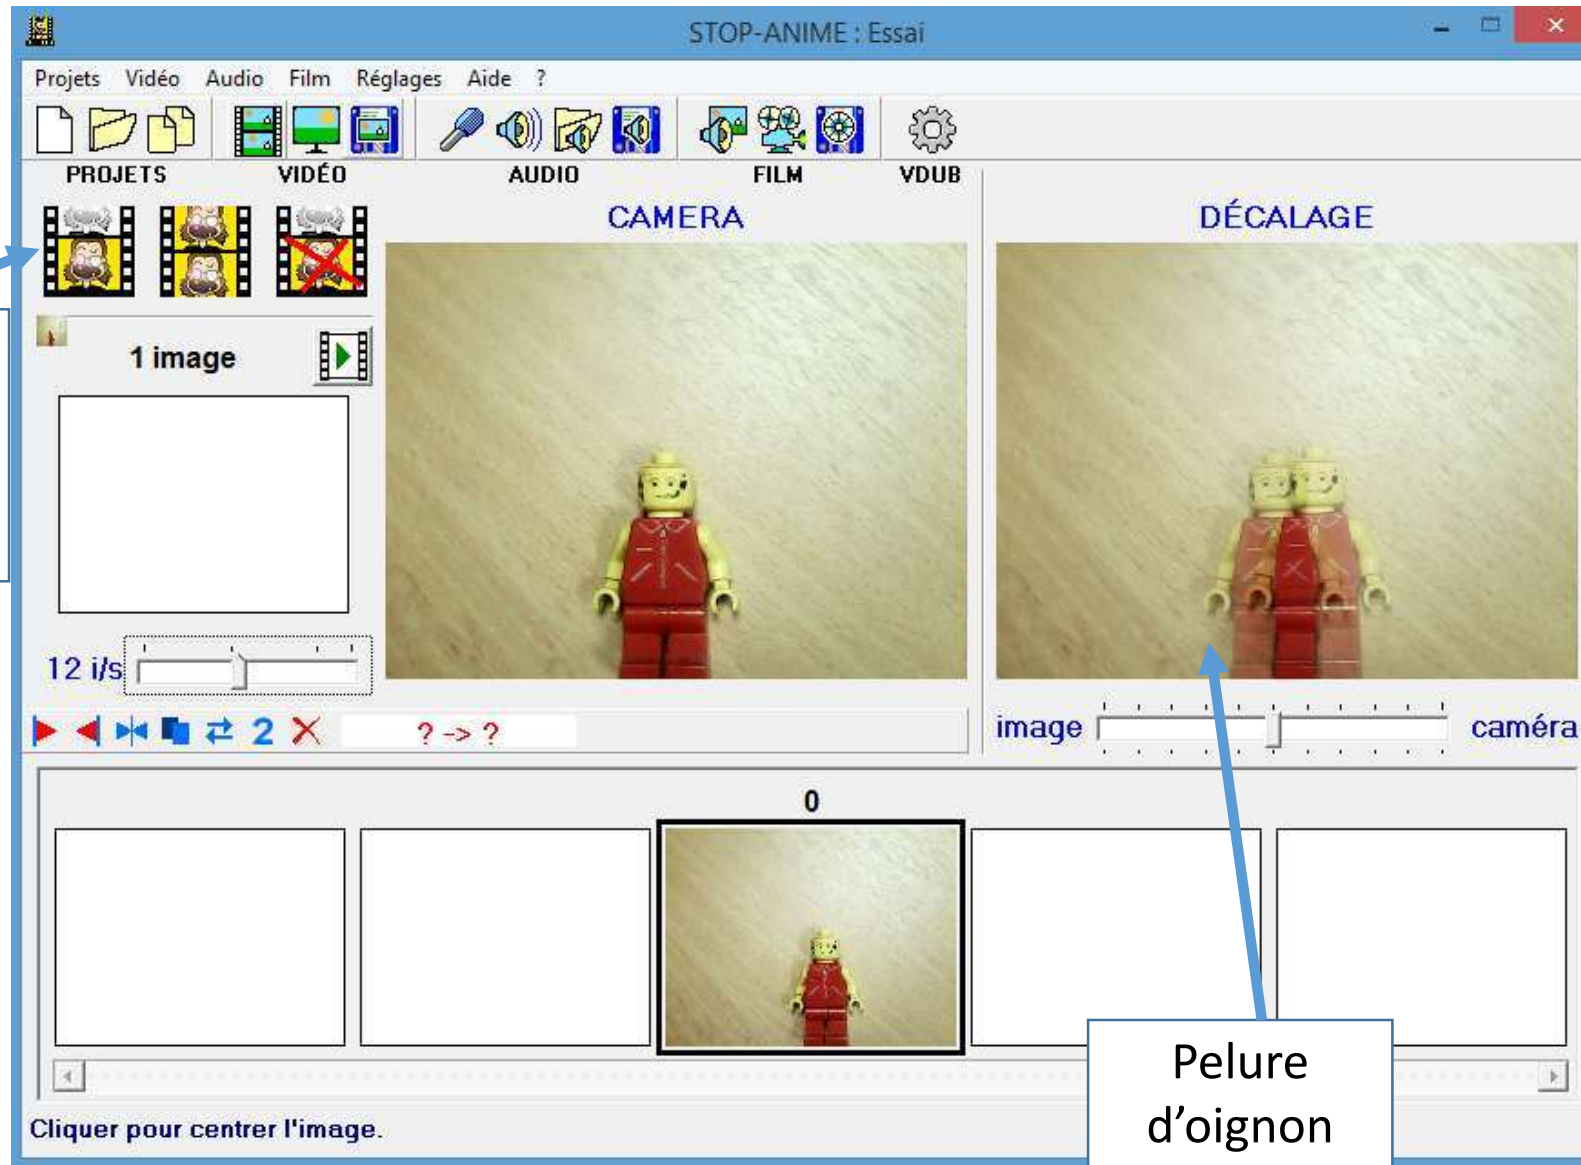 STOP-ANIME : Essai
Projets Vidéo Audio Film Réglages Aide ?
PROJETS VIDÉO AUDIO FILM VDUB
CAMERA
DÉCALAGE
1 image
12 i/s
2 ? -> ?
image caméra
0
Pelure
d’oignon
Cliquer pour centrer l'image.